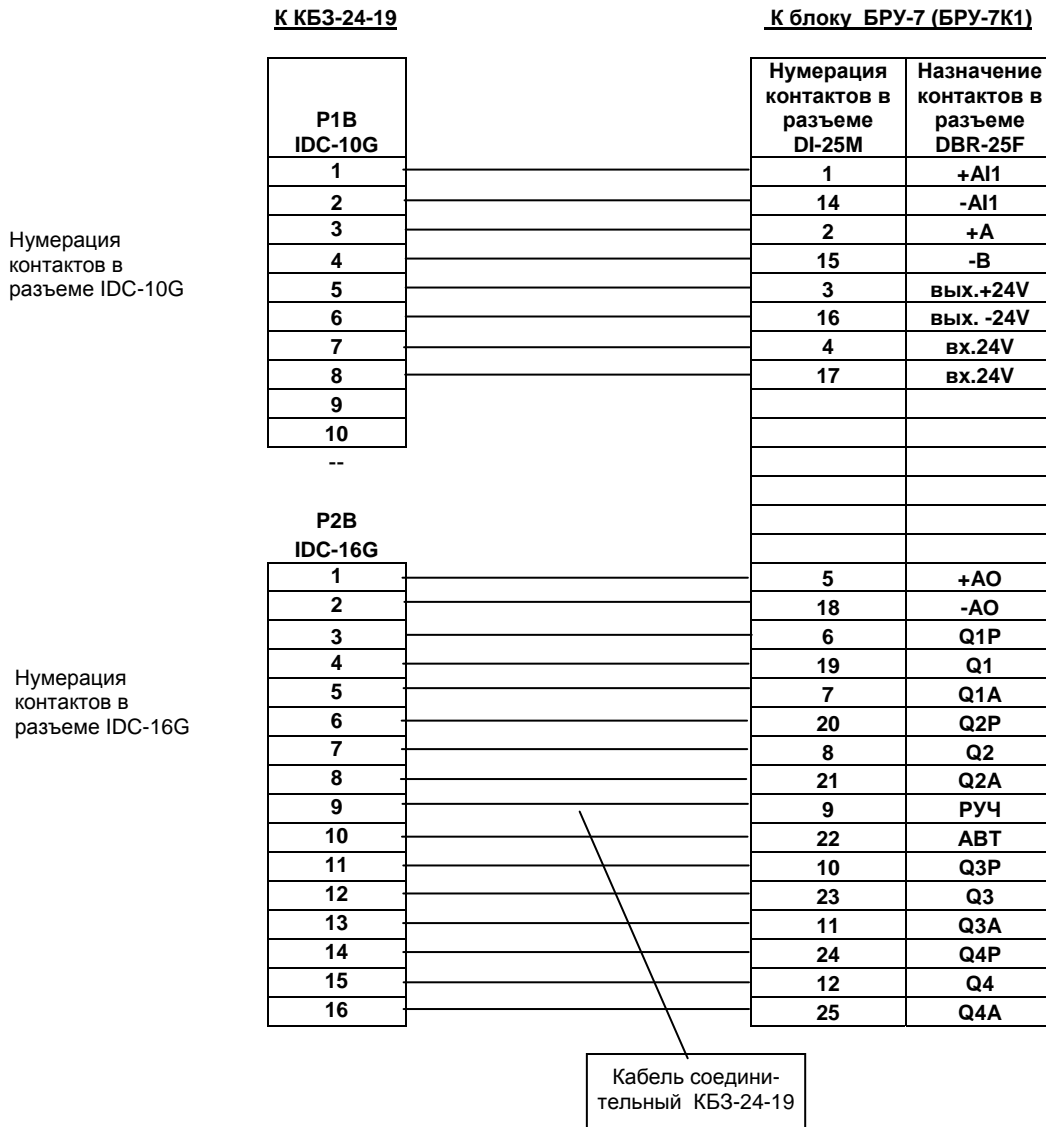 К КБЗ-24-19
К блоку БРУ-7 (БРУ-7К1)
Нумерация контактов в разъеме IDC-10G
P1B
IDC-10G
Нумерация контактов в разъеме DI-25M
Назначение контактов в разъеме DBR-25F
1 1 +AI1
2 14 -AI1
3 2 +A
4 15 -B
5 3 вых.+24V
6 16 вых. -24V
7 4 вх.24V
8 17 вх.24V
9
10
--
P2B
IDC-16G
Нумерация контактов в разъеме IDC-16G
1 5 +AO
2 18 -AO
3 6 Q1P
4 19 Q1
5 7 Q1A
6 20 Q2P
7 8 Q2
8 21 Q2A
9 9 РУЧ
10 22 АВТ
11 10 Q3P
12 23 Q3
13 11 Q3A
14 24 Q4P
15 12 Q4
16 25 Q4A
Кабель соедини-
тельный КБЗ-24-19